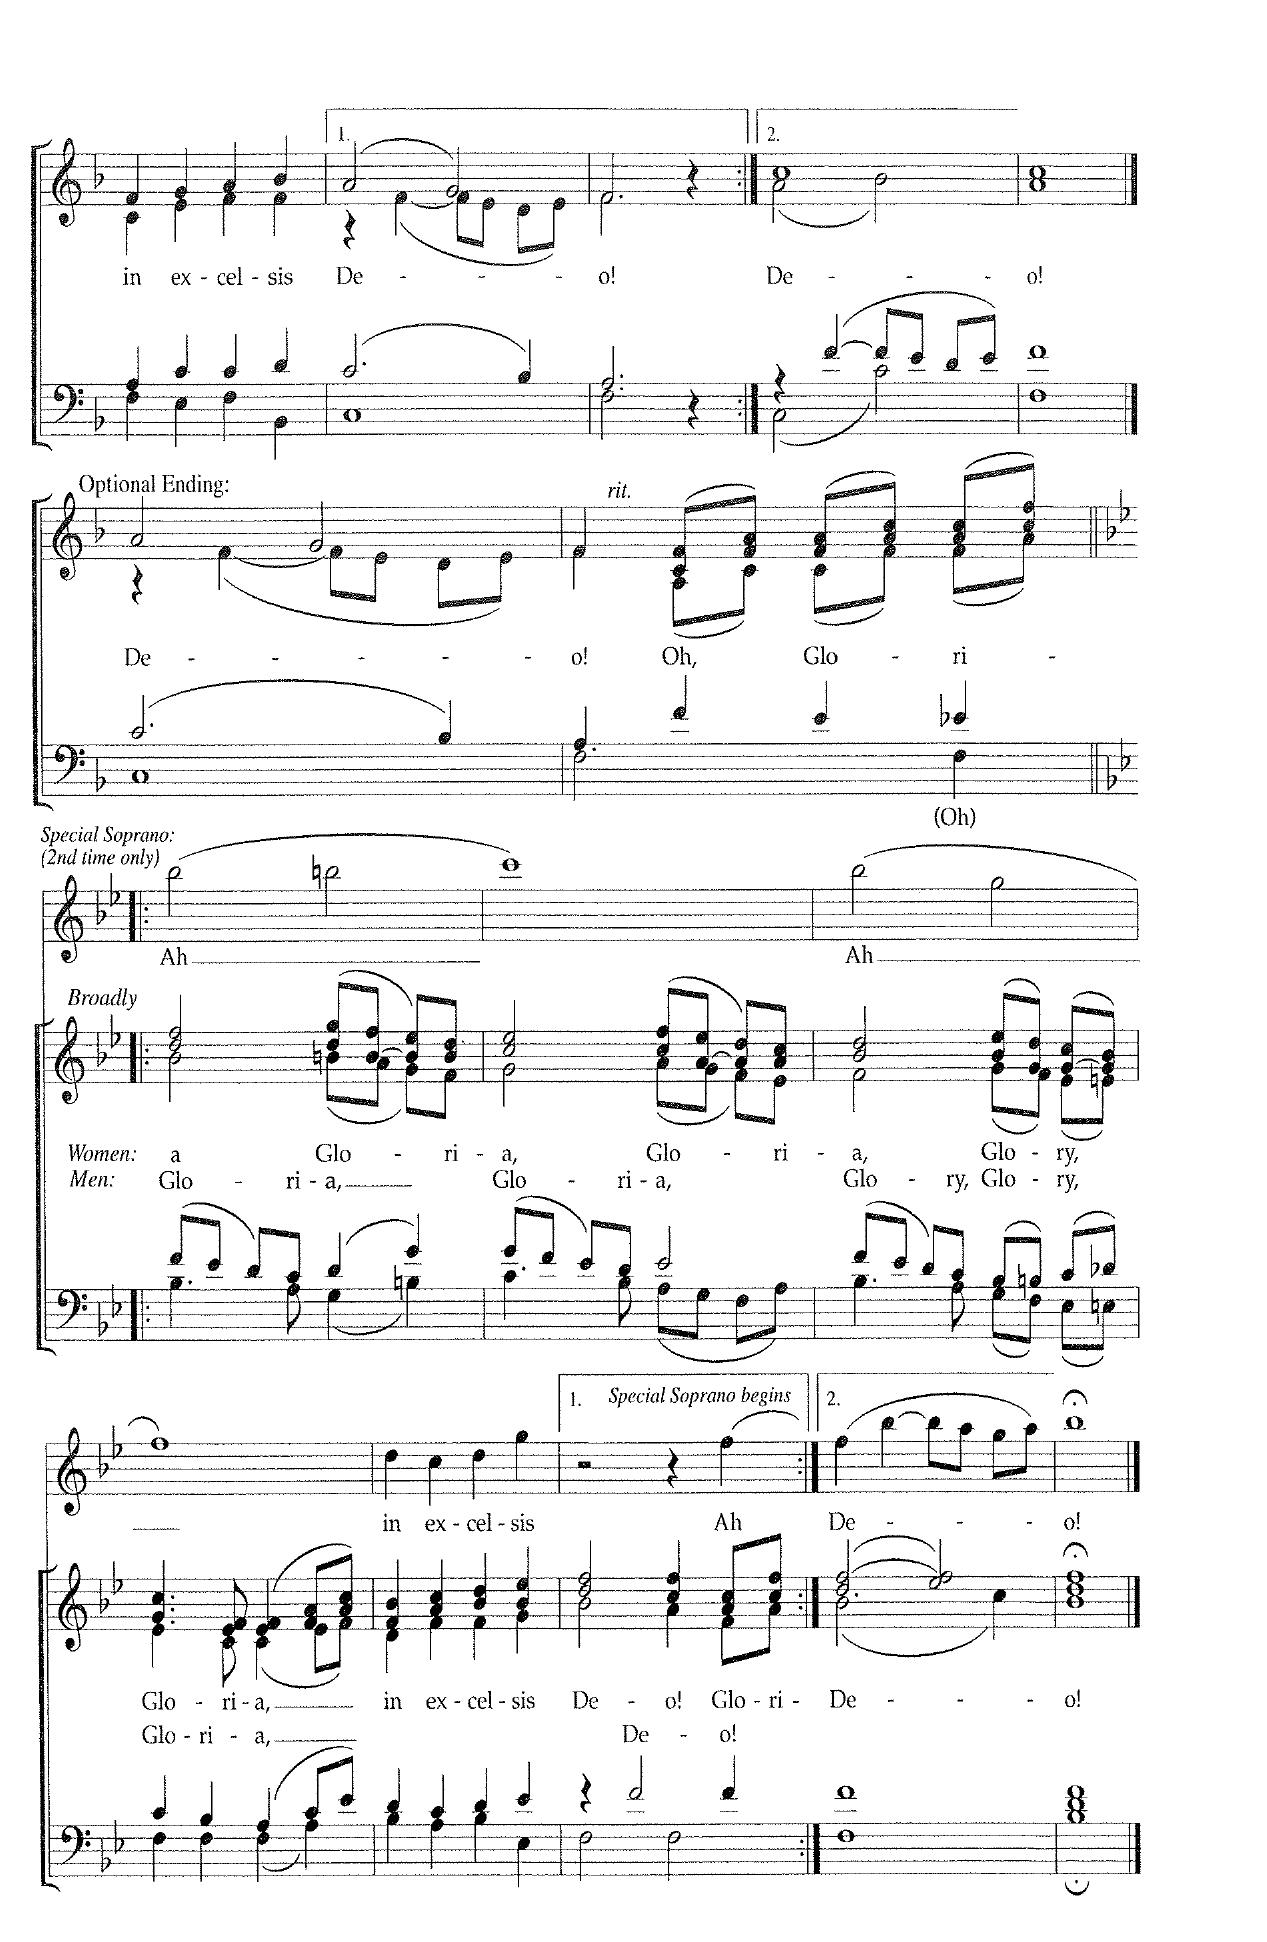 1. 2.
in ex - cel - sis De - - - o! De - - - o!
Optional Ending:
rit.
De - - - - - o! Oh, Glo - ri -
(Oh)
Special Soprano:
(2nd time only)
Ah Ah
Broadly
Women: a Glo - ri - a, Glo - ri - a, Glo - ry,
Men: Glo - ri - a, Glo - ri - a, Glo - ry, Glo - ry,
1. Special Soprano begins 2.
in ex - cel - sis Ah De - - - o!
Glo - ri - a, in ex - cel - sis De - o! Glo - ri - De - - - o!
Glo - ri - a, De - o!